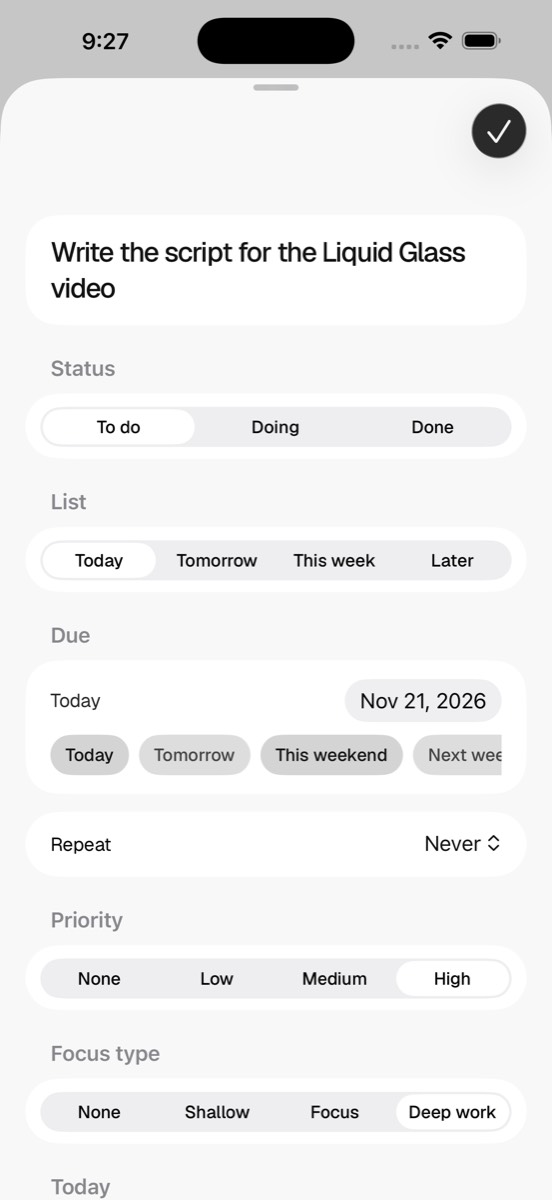 9:27
Write the script for the Liquid Glass
video
Status
To do Doing Done
List
Today Tomorrow This week Later
Due
Today Nov 21, 2026
Today Tomorrow This weekend Next wee
Repeat Never
Priority
None Low Medium High
Focus type
None Shallow Focus Deep work
Today